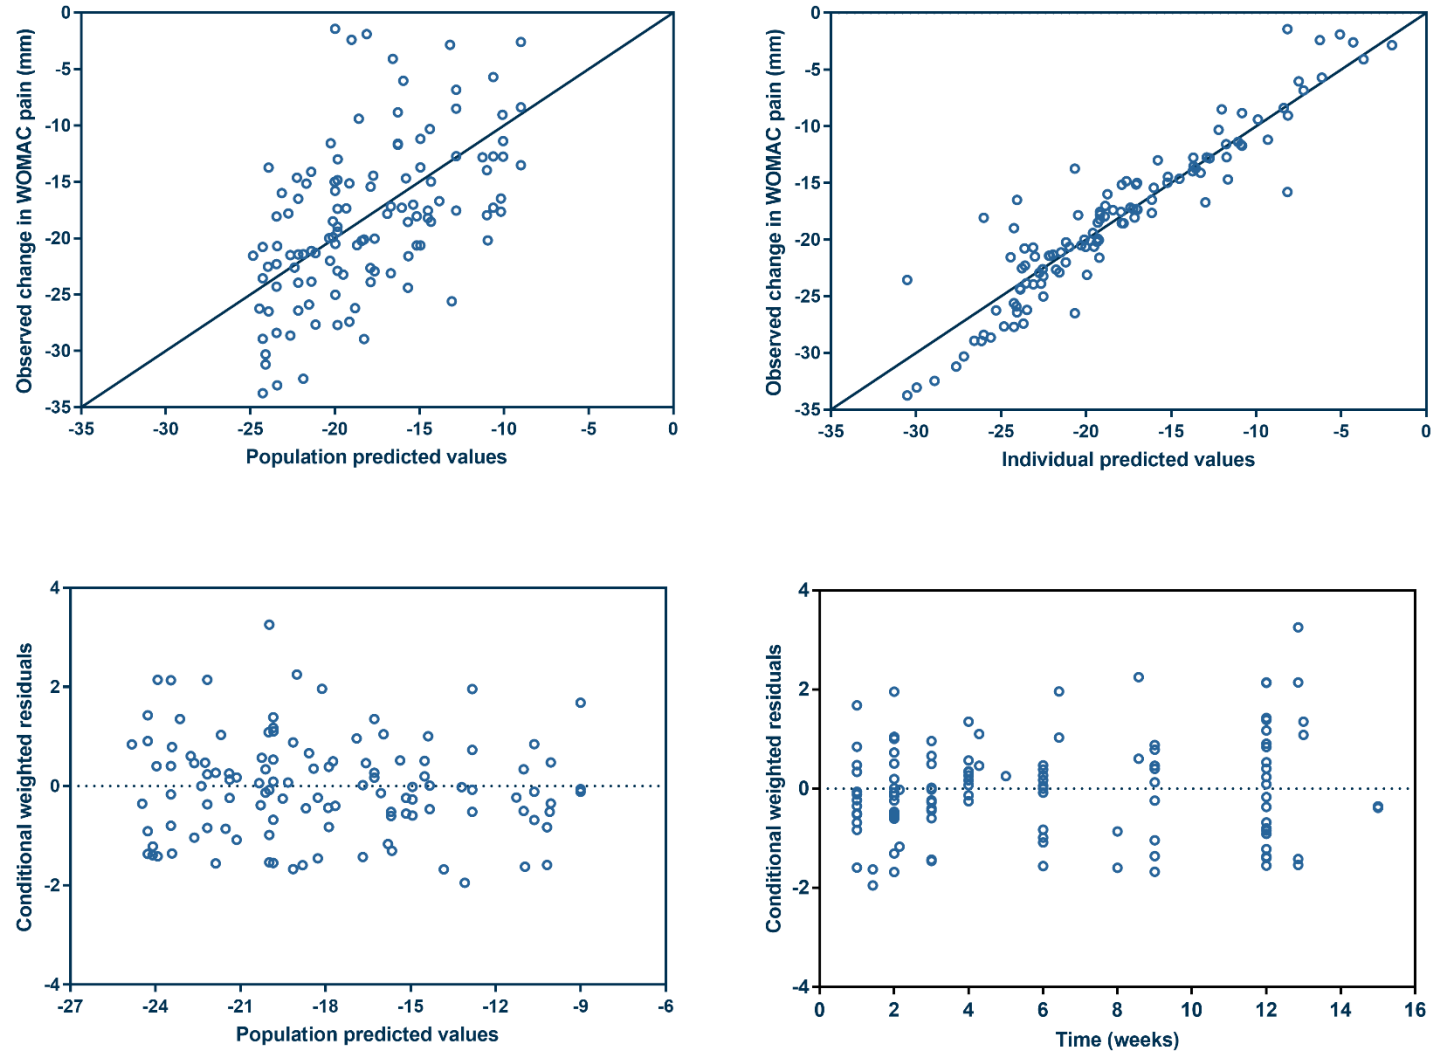 Observed change in WOMAC pain (mm)
0
-5
-10
-15
-20
-25
-30
-35
-35 -30 -25 -20 -15 -10 -5 0
Population predicted values
Observed change in WOMAC pain (mm)
0
-5
-10
-15
-20
-25
-30
-35
-35 -30 -25 -20 -15 -10 -5 0
Individual predicted values
Conditional weighted residuals
4
2
0
-2
-4
-27 -24 -21 -18 -15 -12 -9 -6
Population predicted values
Conditional weighted residuals
4
2
0
-2
-4
0 2 4 6 8 10 12 14 16
Time (weeks)